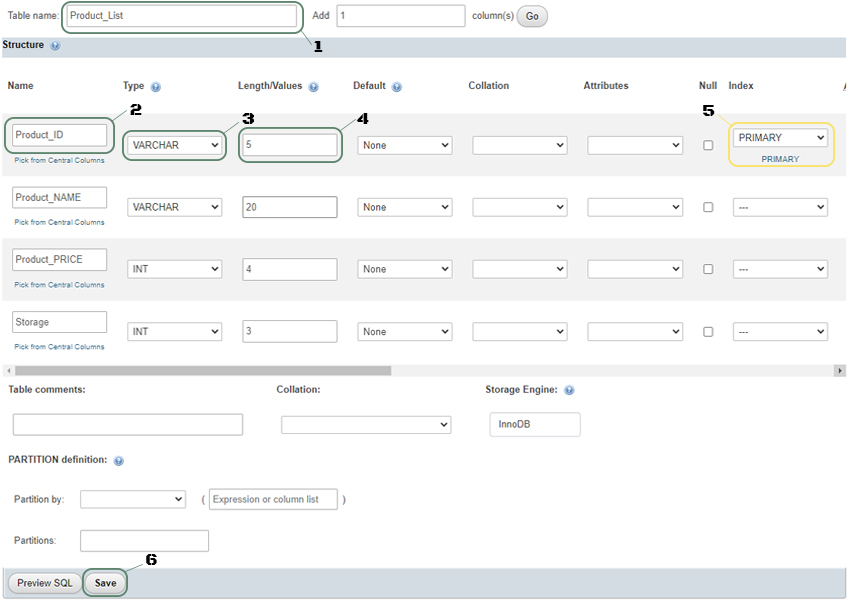 Table name: Product_List Add 1 column(s) Go
1
Structure
Name Type Length/Values Default Collation Attributes Null Index
2 3 4 5
Product_ID VARCHAR 5 None PRIMARY
Pick from Central Columns PRIMARY
Product_NAME VARCHAR 20 None ---
Pick from Central Columns
Product_PRICE INT 4 None ---
Pick from Central Columns
Storage INT 3 None ---
Pick from Central Columns
Table comments: Collation: Storage Engine:
InnoDB
PARTITION definition:
Partition by: ( Expression or column list )
Partitions:
6
Preview SQL Save